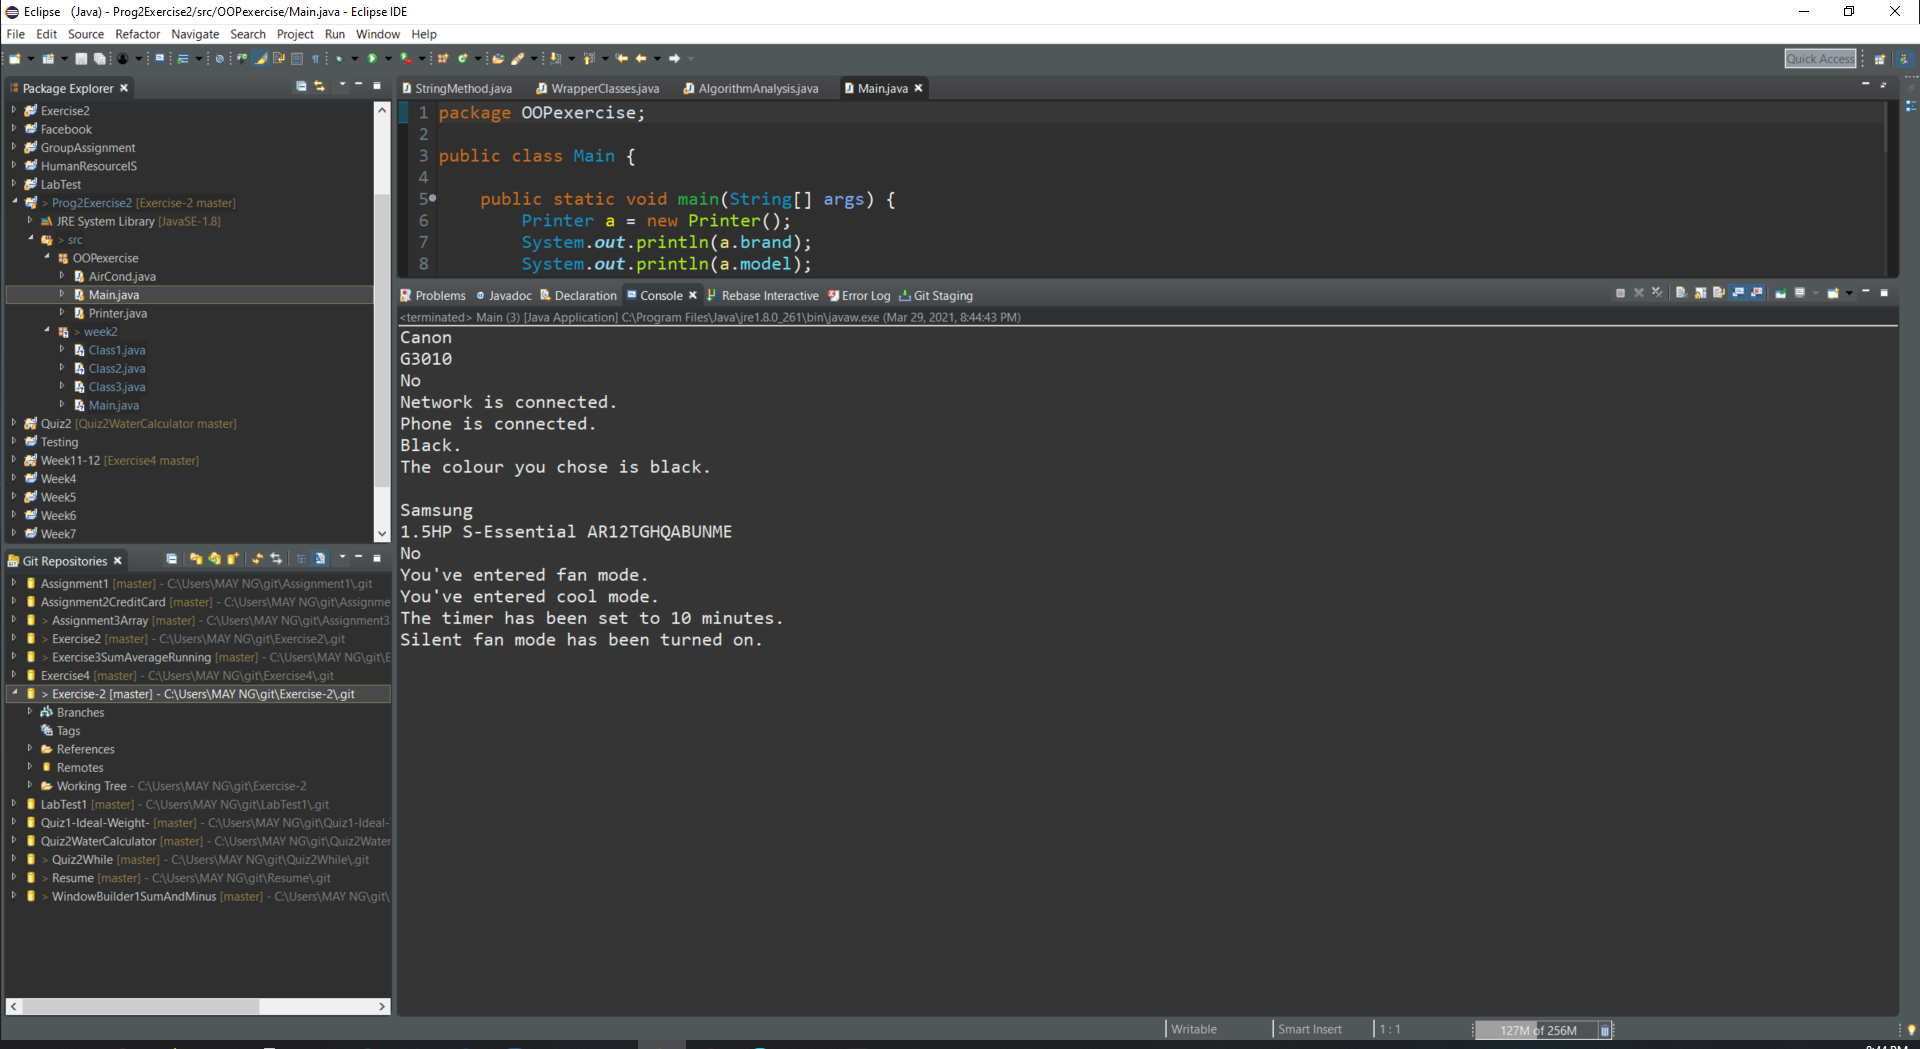 Eclipse (Java) - Prog2Exercise2/src/OOPexercise/Main.java - Eclipse IDE
File Edit Source Refactor Navigate Search Project Run Window Help
Quick Access
Package Explorer
Exercise2
Facebook
GroupAssignment
HumanResourceIS
LabTest
> Prog2Exercise2 [Exercise-2 master]
JRE System Library [JavaSE-1.8]
> src
OOPexercise
AirCond.java
Main.java
Printer.java
> week2
Class1.java
Class2.java
Class3.java
Main.java
Quiz2 [Quiz2WaterCalculator master]
Testing
Week11-12 [Exercise4 master]
Week4
Week5
Week6
Week7
Git Repositories
Assignment1 [master] - C:\Users\MAY NG\git\Assignment1\.git
Assignment2CreditCard [master] - C:\Users\MAY NG\git\Assignme
> Assignment3Array [master] - C:\Users\MAY NG\git\Assignment3
> Exercise2 [master] - C:\Users\MAY NG\git\Exercise2\.git
> Exercise3SumAverageRunning [master] - C:\Users\MAY NG\git\E
Exercise4 [master] - C:\Users\MAY NG\git\Exercise4\.git
> Exercise-2 [master] - C:\Users\MAY NG\git\Exercise-2\.git
Branches
Tags
References
Remotes
Working Tree - C:\Users\MAY NG\git\Exercise-2
LabTest1 [master] - C:\Users\MAY NG\git\LabTest1\.git
Quiz1-Ideal-Weight- [master] - C:\Users\MAY NG\git\Quiz1-Ideal-
Quiz2WaterCalculator [master] - C:\Users\MAY NG\git\Quiz2Water
> Quiz2While [master] - C:\Users\MAY NG\git\Quiz2While\.git
> Resume [master] - C:\Users\MAY NG\git\Resume\.git
> WindowBuilder1SumAndMinus [master] - C:\Users\MAY NG\git\
StringMethod.java WrapperClasses.java AlgorithmAnalysis.java Main.java
1 package OOPexercise;
2
3 public class Main {
4
5 public static void main(String[] args) {
6 Printer a = new Printer();
7 System.out.println(a.brand);
8 System.out.println(a.model);
Problems Javadoc Declaration Console Rebase Interactive Error Log Git Staging
<terminated> Main (3) [Java Application] C:\Program Files\Java\jre1.8.0_261\bin\javaw.exe (Mar 29, 2021, 8:44:43 PM)
Canon
G3010
No
Network is connected.
Phone is connected.
Black.
The colour you chose is black.
Samsung
1.5HP S-Essential AR12TGHQABUNME
No
You've entered fan mode.
You've entered cool mode.
The timer has been set to 10 minutes.
Silent fan mode has been turned on.
Writable Smart Insert 1 : 1 127M of 256M